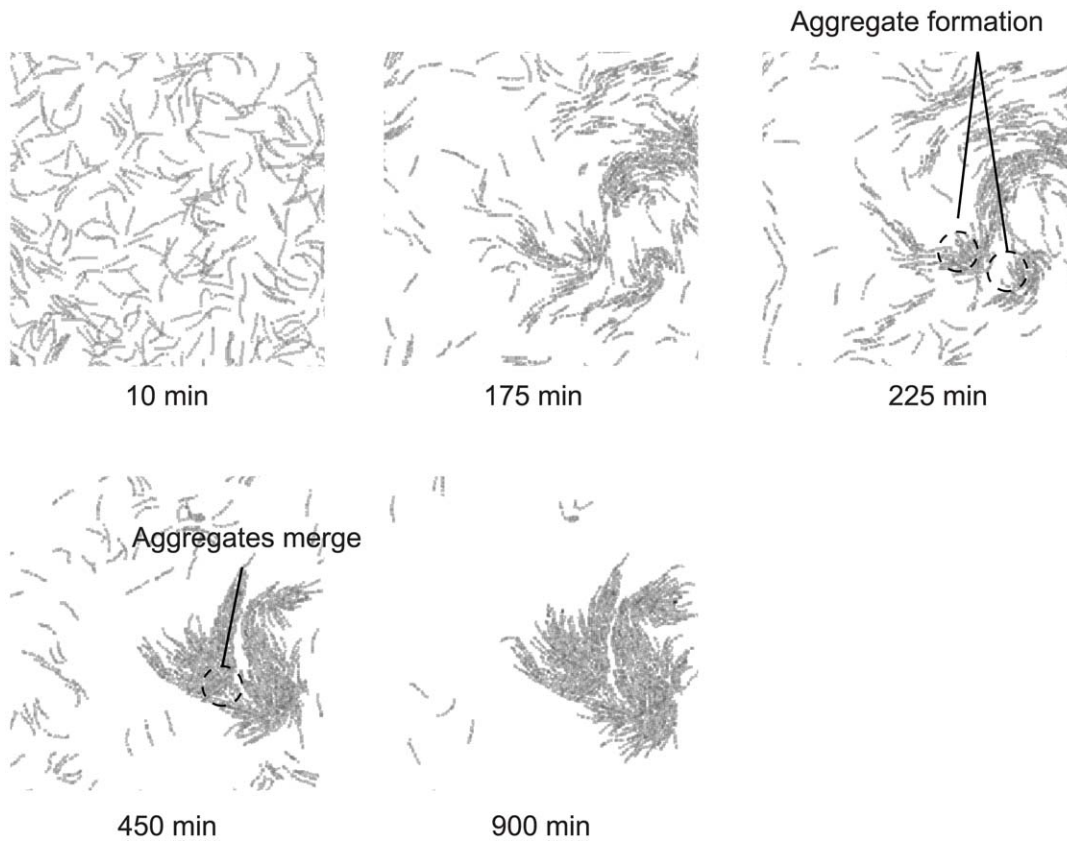 Aggregate formation
10 min
175 min
225 min
Aggregates merge
450 min
900 min